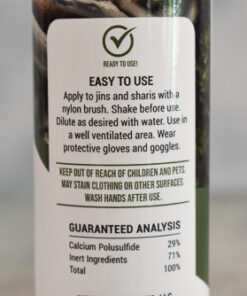 READY TO USE!
EASY TO USE
Apply to jins and sharis with a
nylon brush. Shake before use.
Dilute as desired with water. Use in
a well ventilated area. Wear
protective gloves and goggles.
KEEP OUT OF REACH OF CHILDREN AND PETS.
MAY STAIN CLOTHING OR OTHER SURFACES.
WASH HANDS AFTER USE.
GUARANTEED ANALYSIS
Calcium Polusulfide 29%
Inert Ingredients 71%
Total 100%